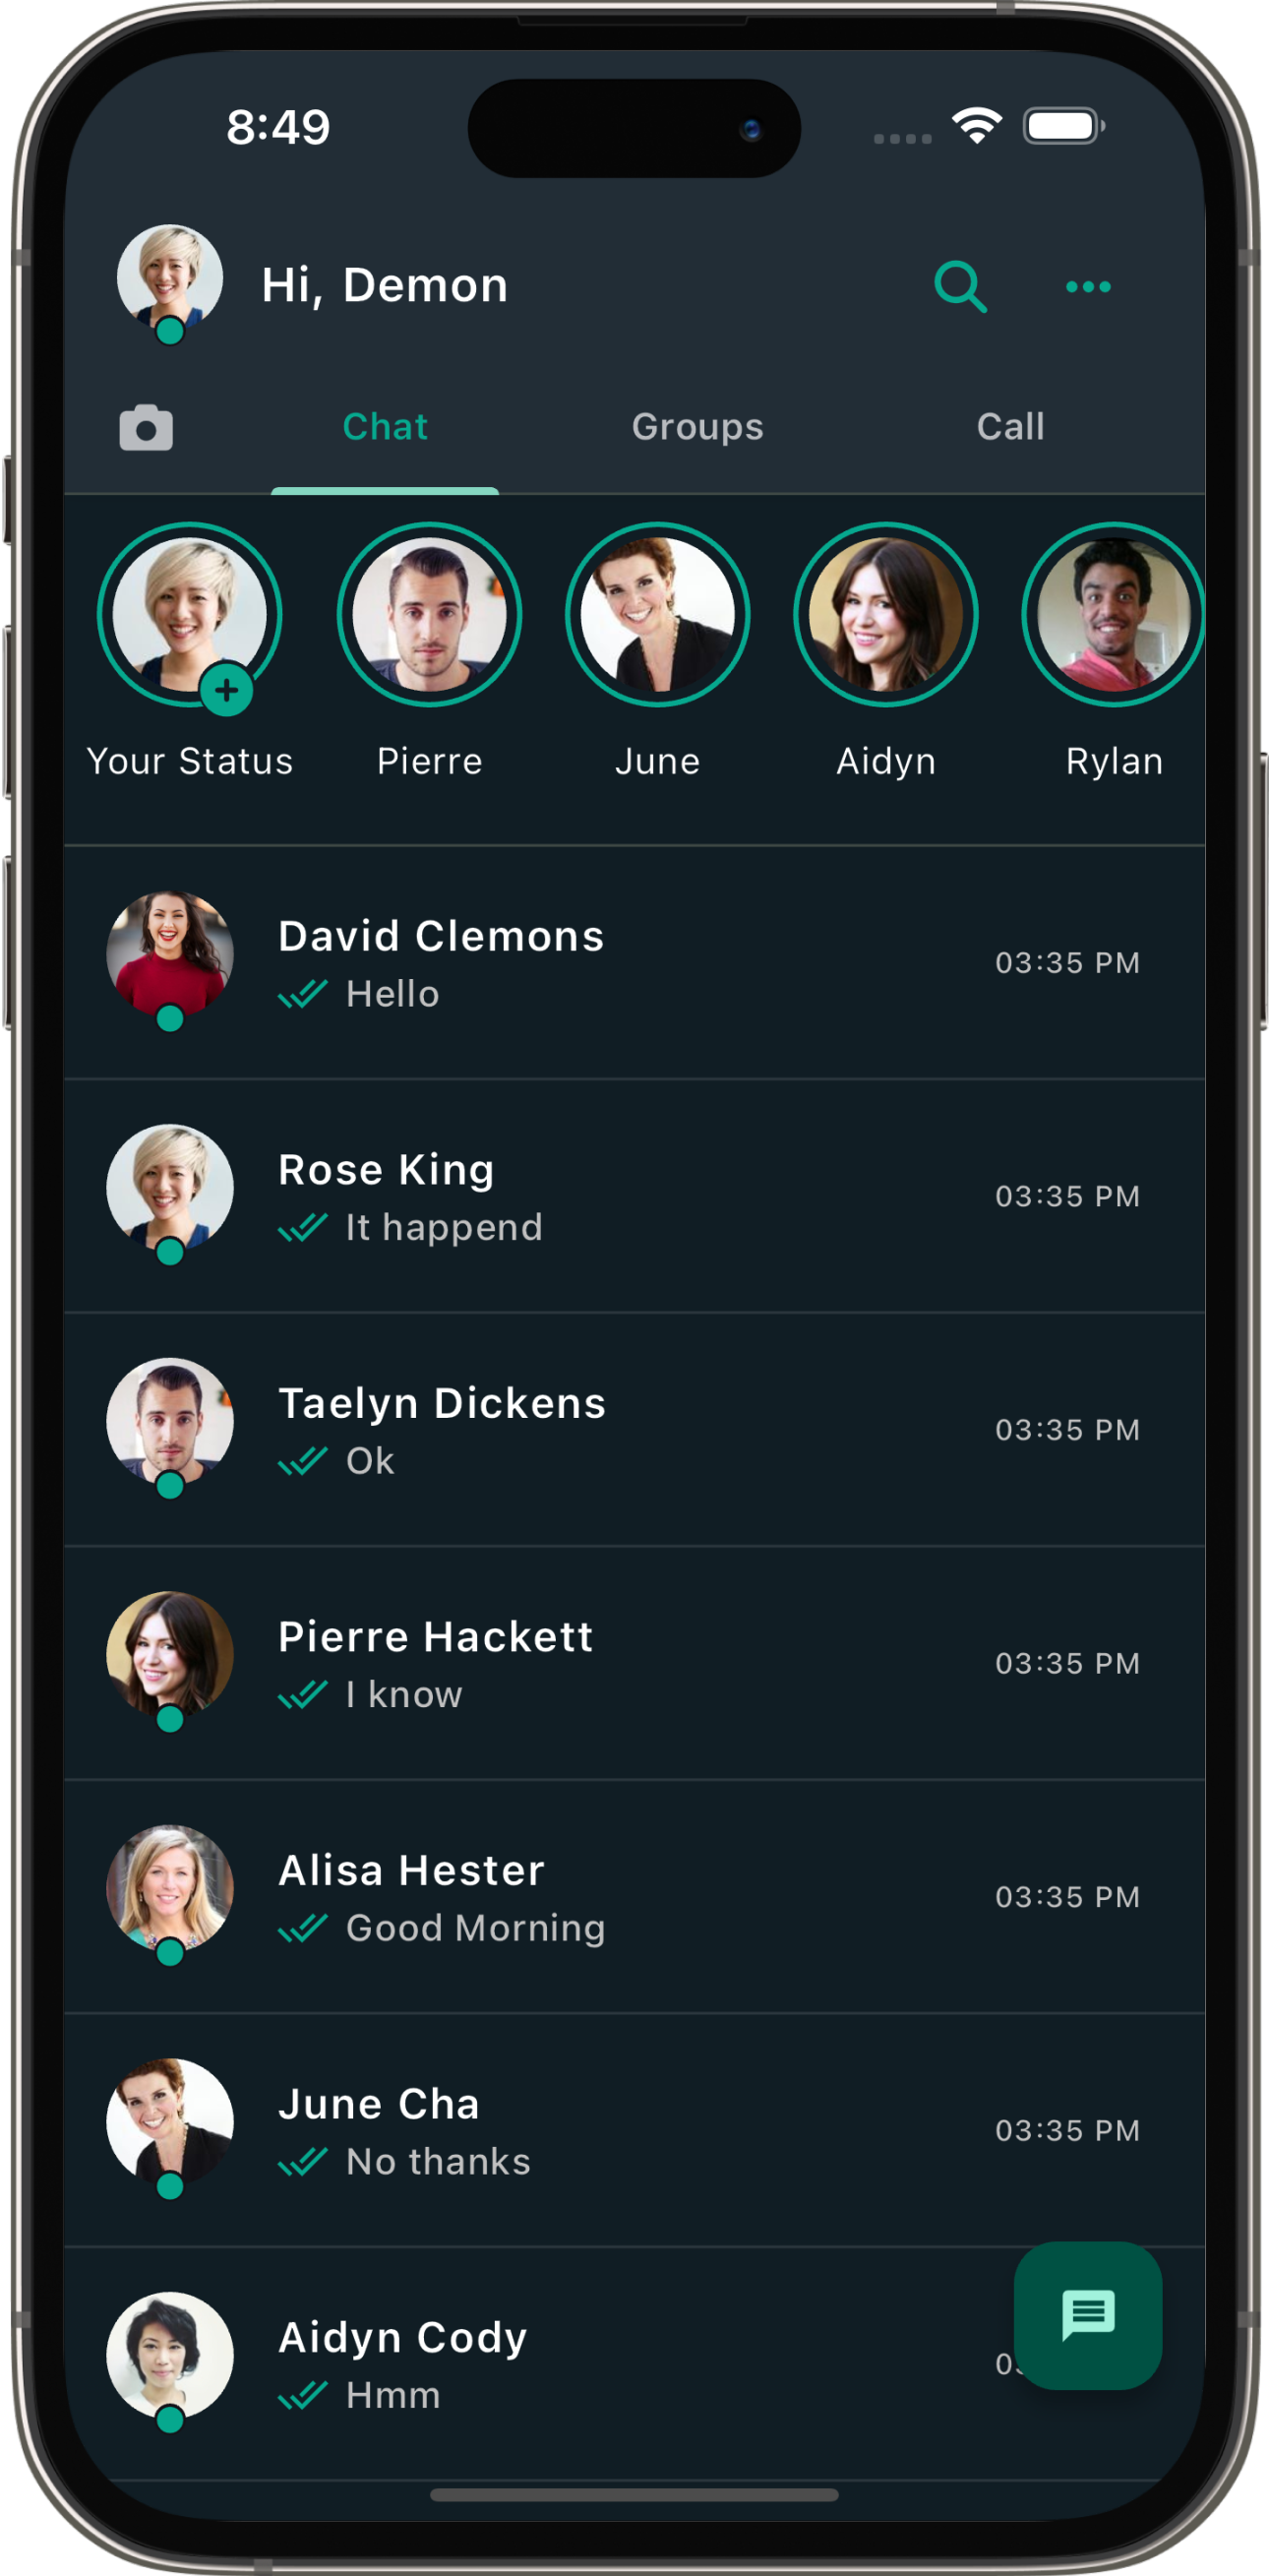 8:49
Hi, Demon
Chat Groups Call
Your Status Pierre June Aidyn Rylan
David Clemons
Hello
03:35 PM
Rose King
It happend
03:35 PM
Taelyn Dickens
Ok
03:35 PM
Pierre Hackett
I know
03:35 PM
Alisa Hester
Good Morning
03:35 PM
June Cha
No thanks
03:35 PM
Aidyn Cody
Hmm